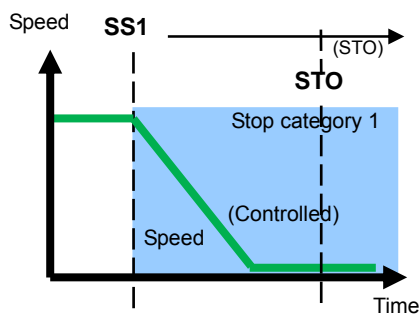 Speed
SS1
(STO)
STO
Stop category 1
(Controlled)
Speed
Time